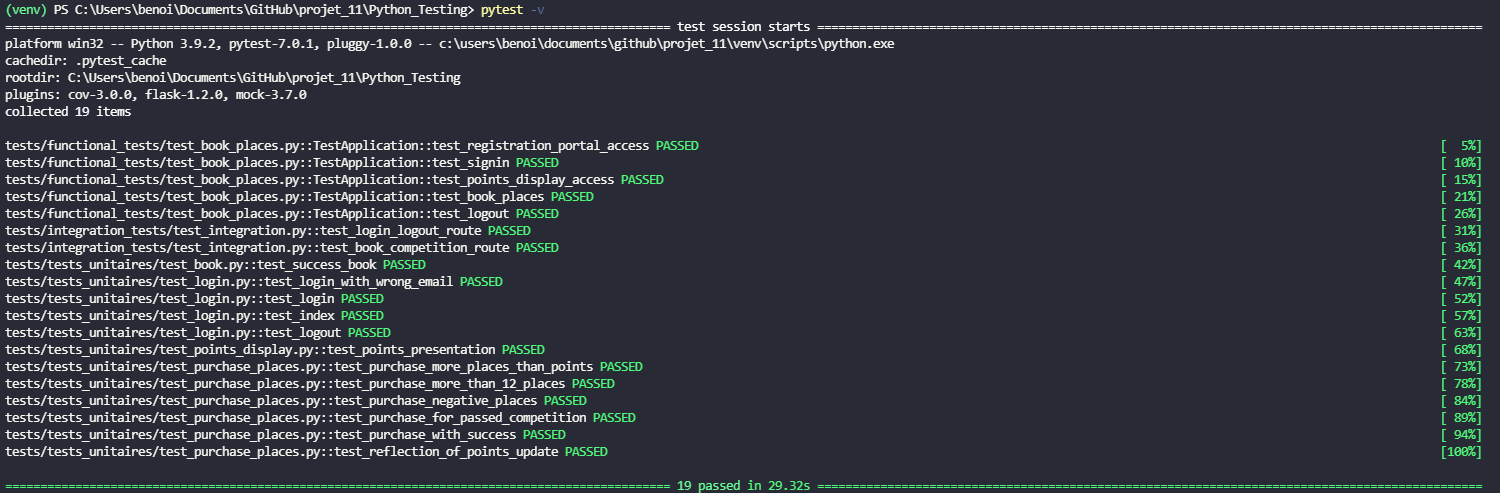 (venv) PS C:\Users\benoi\Documents\GitHub\projet_11\Python_Testing> pytest -v
============================== test session starts ==============================
platform win32 -- Python 3.9.2, pytest-7.0.1, pluggy-1.0.0 -- c:\users\benoi\documents\github\projet_11\venv\scripts\python.exe
cachedir: .pytest_cache
rootdir: C:\Users\benoi\Documents\GitHub\projet_11\Python_Testing
plugins: cov-3.0.0, flask-1.2.0, mock-3.7.0
collected 19 items
tests/functional_tests/test_book_places.py::TestApplication::test_registration_portal_access PASSED [  5%]
tests/functional_tests/test_book_places.py::TestApplication::test_signin PASSED [ 10%]
tests/functional_tests/test_book_places.py::TestApplication::test_points_display_access PASSED [ 15%]
tests/functional_tests/test_book_places.py::TestApplication::test_book_places PASSED [ 21%]
tests/functional_tests/test_book_places.py::TestApplication::test_logout PASSED [ 26%]
tests/integration_tests/test_integration.py::test_login_logout_route PASSED [ 31%]
tests/integration_tests/test_integration.py::test_book_competition_route PASSED [ 36%]
tests/tests_unitaires/test_book.py::test_success_book PASSED [ 42%]
tests/tests_unitaires/test_login.py::test_login_with_wrong_email PASSED [ 47%]
tests/tests_unitaires/test_login.py::test_login PASSED [ 52%]
tests/tests_unitaires/test_login.py::test_index PASSED [ 57%]
tests/tests_unitaires/test_login.py::test_logout PASSED [ 63%]
tests/tests_unitaires/test_points_display.py::test_points_presentation PASSED [ 68%]
tests/tests_unitaires/test_purchase_places.py::test_purchase_more_places_than_points PASSED [ 73%]
tests/tests_unitaires/test_purchase_places.py::test_purchase_more_than_12_places PASSED [ 78%]
tests/tests_unitaires/test_purchase_places.py::test_purchase_negative_places PASSED [ 84%]
tests/tests_unitaires/test_purchase_places.py::test_purchase_for_passed_competition PASSED [ 89%]
tests/tests_unitaires/test_purchase_places.py::test_purchase_with_success PASSED [ 94%]
tests/tests_unitaires/test_purchase_places.py::test_reflection_of_points_update PASSED [100%]
============================== 19 passed in 29.32s ==============================